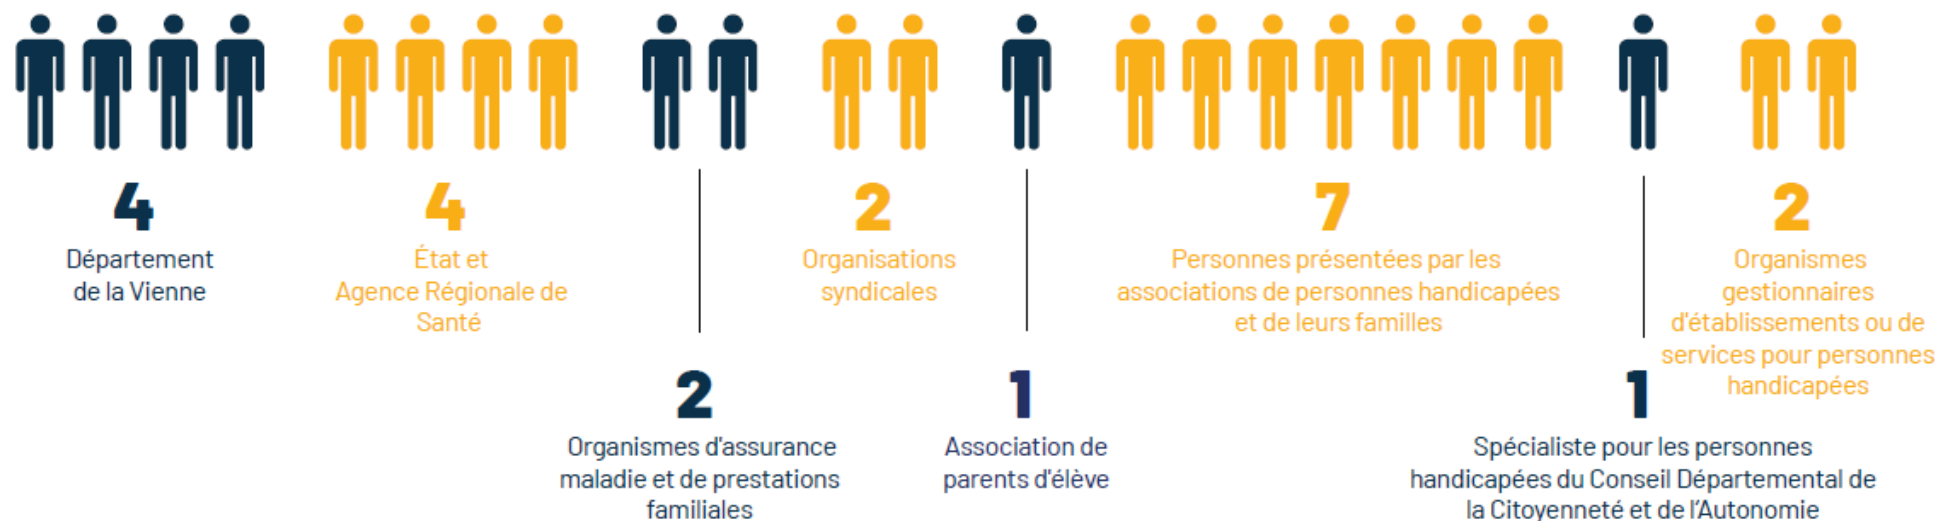 4
Département
de la Vienne
4
État et
Agence Régionale de
Santé
2
Organismes d'assurance
maladie et de prestations
familiales
2
Organisations
syndicales
1
Association de
parents d'élève
7
Personnes présentées par les
associations de personnes handicapées
et de leurs familles
1
Spécialiste pour les personnes
handicapées du Conseil Départemental de
la Citoyenneté et de l'Autonomie
2
Organismes
gestionnaires
d'établissements ou de
services pour personnes
handicapées